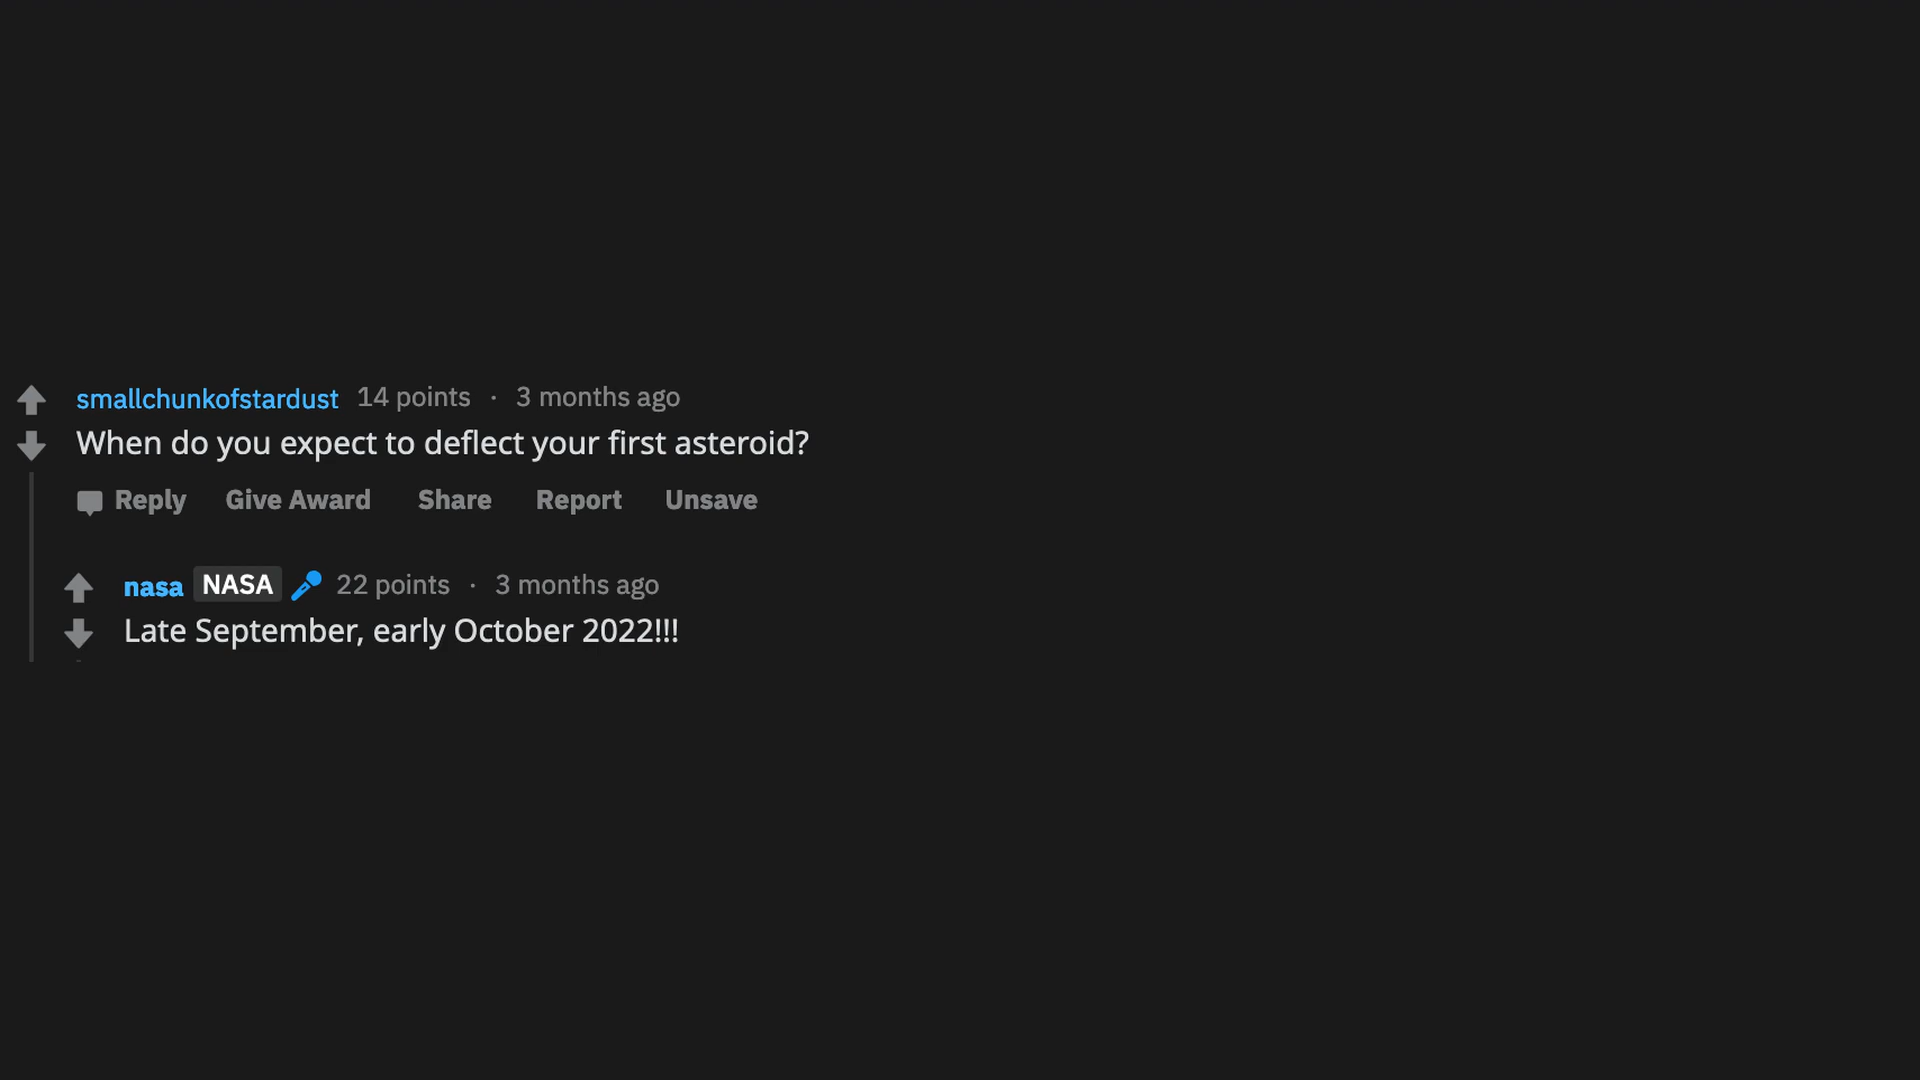 smallchunkofstardust 14 points · 3 months ago
When do you expect to deflect your first asteroid?
Reply Give Award Share Report Unsave
nasa NASA 22 points · 3 months ago
Late September, early October 2022!!!